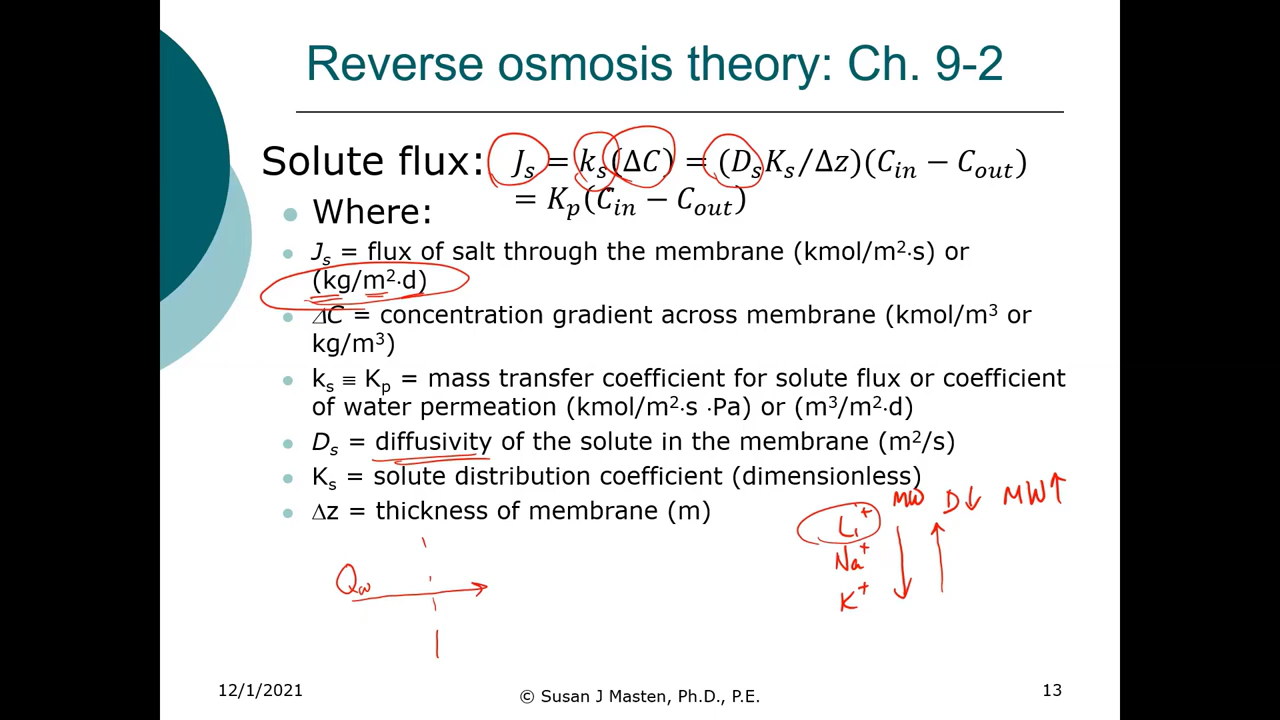 Reverse osmosis theory: Ch. 9-2
Solute flux: Jₛ = kₛ(ΔC) = (DₛKₛ/Δz)(Cᵢₙ − Cₒᵤₜ)
= Kₚ(Cᵢₙ − Cₒᵤₜ)
Where:
Jₛ = flux of salt through the membrane (kmol/m²·s) or
(kg/m²·d)
ΔC = concentration gradient across membrane (kmol/m³ or
kg/m³)
kₛ ≡ Kₚ = mass transfer coefficient for solute flux or coefficient
of water permeation (kmol/m²·s ·Pa) or (m³/m²·d)
Dₛ = diffusivity of the solute in the membrane (m²/s)
Kₛ = solute distribution coefficient (dimensionless)
Δz = thickness of membrane (m)
MW D↓ MW↑
Li⁺
Na⁺
K⁺
Qw
12/1/2021
© Susan J Masten, Ph.D., P.E.
13